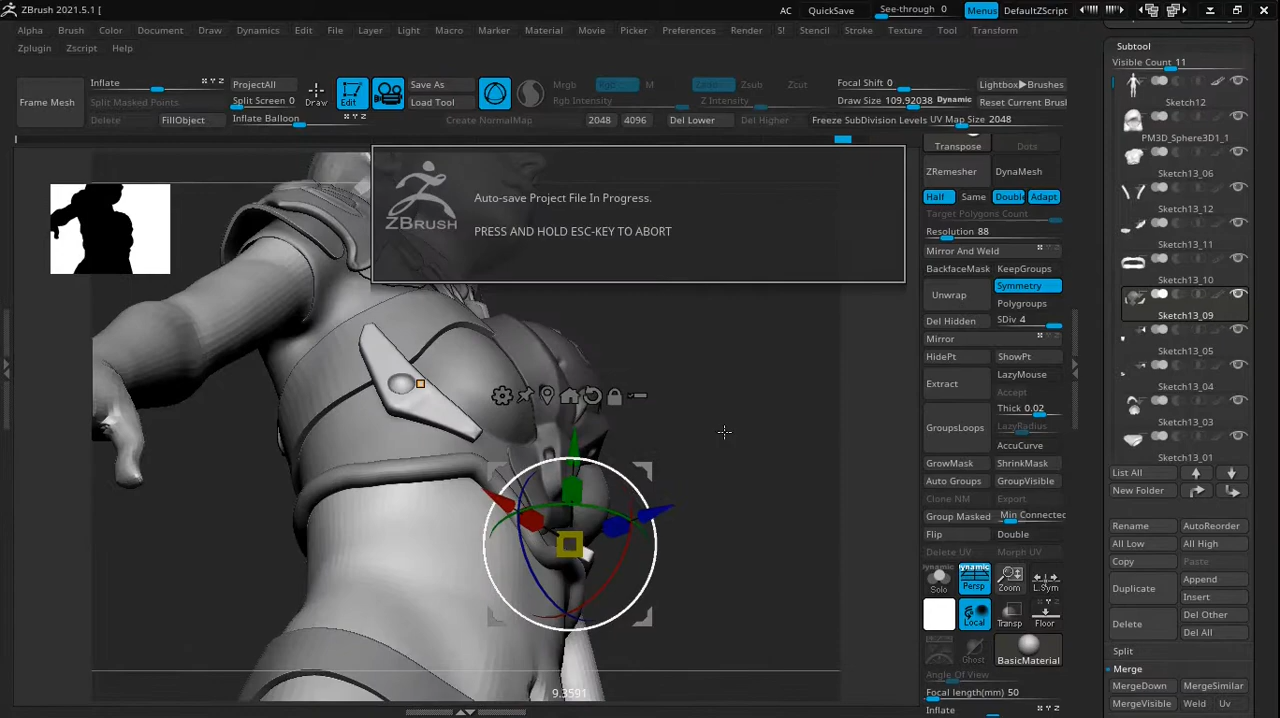 ZBrush 2021.5.1 [
AC
QuickSave
See-through 0
Menus
DefaultZScript
Alpha Brush Color Document Draw Dynamics Edit File Layer Light Macro Marker Material Movie Picker Preferences Render S! Stencil Stroke Texture Tool Transform
Zplugin Zscript Help
Frame Mesh
Inflate
X Y Z
Split Masked Points
Delete
FillObject
ProjectAll
Split Screen 0
Inflate Balloon
X Y Z
Draw
Edit
Save As
Load Tool
Mrgb
Rgb
M
Rgb Intensity
Zadd
Zsub
Zcut
Z Intensity
Create NormalMap
2048
4096
Del Lower
Del Higher
Focal Shift 0
Draw Size 109.92038
Dynamic
Freeze SubDivision Levels
Lightbox▶Brushes
Reset Current Brush
UV Map Size 2048
ZBRUSH
Auto-save Project File In Progress.
PRESS AND HOLD ESC-KEY TO ABORT
9.3591
Transpose
Dots
ZRemesher
DynaMesh
Half
Same
Double
Adapt
Target Polygons Count
Resolution 88
Mirror And Weld
X Y Z
BackfaceMask
KeepGroups
Unwrap
Symmetry
Polygroups
Del Hidden
SDiv 4
Mirror
X Y Z
HidePt
ShowPt
Extract
LazyMouse
Accept
Thick 0.02
GroupsLoops
LazyRadius
AccuCurve
GrowMask
ShrinkMask
Auto Groups
GroupVisible
Clone NM
Export
Group Masked
Min Connected
Flip
Double
Delete UV
Morph UV
Dynamic
Solo
Dynamic
Persp
Zoom
L.Sym
Local
Transp
X Y Z
Floor
Ghost
BasicMaterial
Angle Of View
Focal length(mm) 50
Inflate
X Y Z
Subtool
Visible Count 11
Sketch12
PM3D_Sphere3D1_1
Sketch13_06
Sketch13_12
Sketch13_11
Sketch13_10
Sketch13_09
Sketch13_05
Sketch13_04
Sketch13_03
Sketch13_01
List All
New Folder
Rename
AutoReorder
All Low
All High
Copy
Paste
Duplicate
Append
Insert
Delete
Del Other
Del All
Split
Merge
MergeDown
MergeSimilar
MergeVisible
Weld
Uv